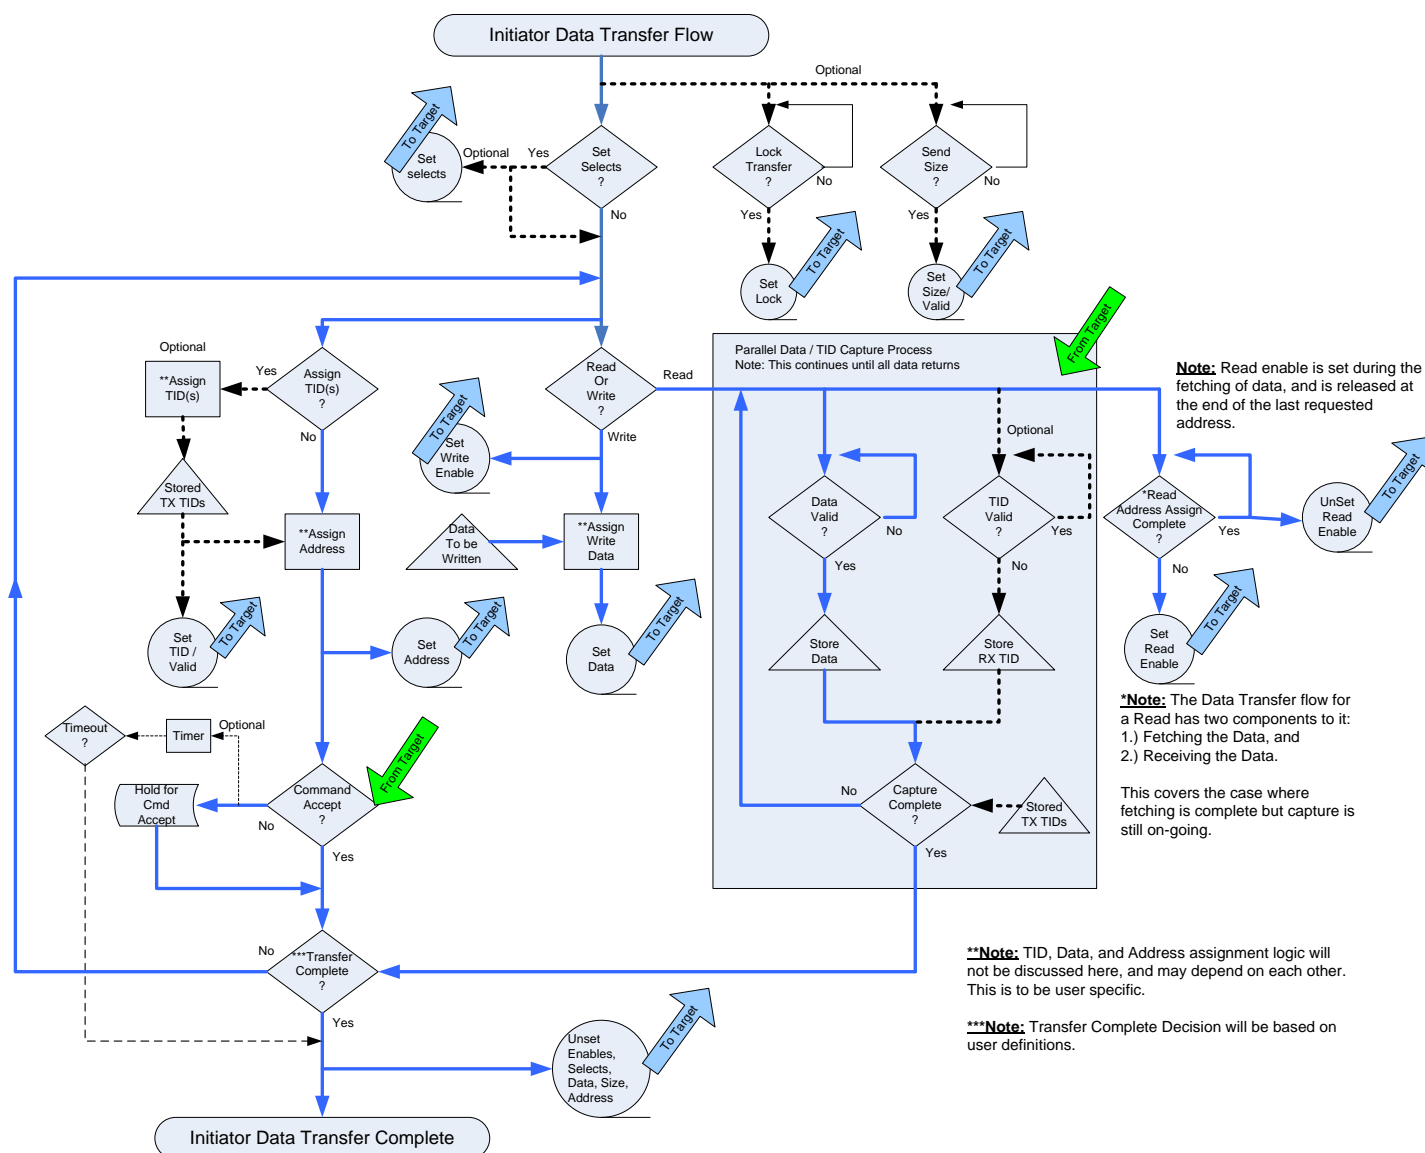 Initiator Data Transfer Flow
Optional
To Target
Set
selects
Optional
Yes
Set
Selects
?
No
Lock
Transfer
?
No
Yes
Send
Size
?
No
Yes
To Target
Set
Lock
To Target
Set
Size/
Valid
From Target
Optional
**Assign
TID(s)
Yes
Assign
TID(s)
?
No
Read
Or
Write
?
Read
Write
To Target
Set
Write
Enable
Parallel Data / TID Capture Process
Note: This continues until all data returns
Note: Read enable is set during the
fetching of data, and is released at
the end of the last requested
address.
Optional
Stored
TX TIDs
**Assign
Address
Data
To be
Written
**Assign
Write
Data
Data
Valid
?
No
Yes
TID
Valid
?
Yes
No
*Read
Address Assign
Complete
?
Yes
No
UnSet
Read
Enable
To Target
Set
TID /
Valid
To Target
Set
Address
To Target
Set
Data
To Target
Store
Data
Store
RX TID
Set
Read
Enable
To Target
*Note: The Data Transfer flow for
a Read has two components to it:
1.) Fetching the Data, and
2.) Receiving the Data.
This covers the case where
fetching is complete but capture is
still on-going.
Timeout
?
Timer
Optional
From Target
Hold for
Cmd
Accept
No
Command
Accept
?
Yes
No
Capture
Complete
?
Yes
Stored
TX TIDs
No
***Transfer
Complete
?
Yes
**Note: TID, Data, and Address assignment logic will
not be discussed here, and may depend on each other.
This is to be user specific.
***Note: Transfer Complete Decision will be based on
user definitions.
Unset
Enables,
Selects,
Data, Size,
Address
To Target
Initiator Data Transfer Complete